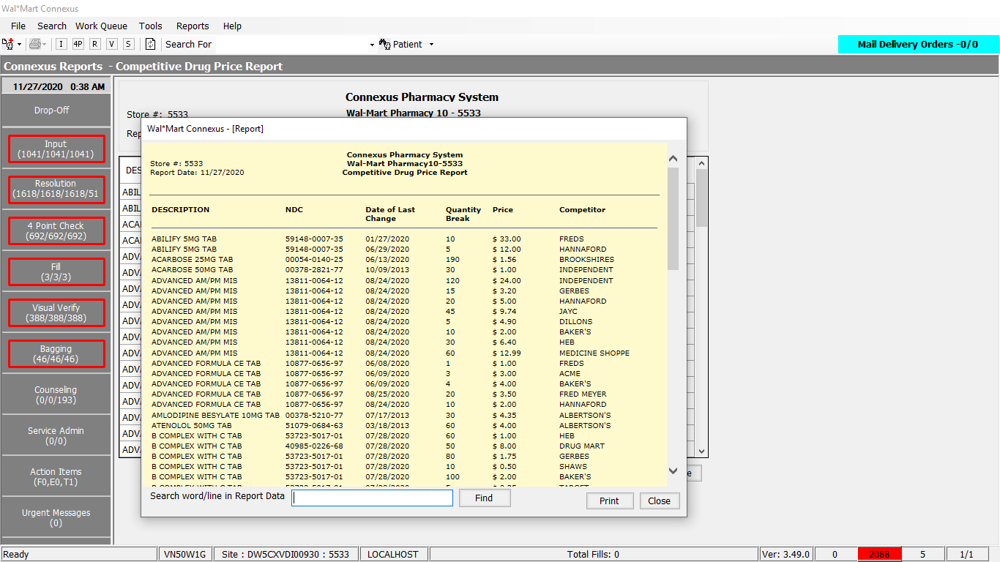 Wal*Mart Connexus
File Search Work Queue Tools Reports Help
I 4P R V S Search For Patient
Mail Delivery Orders -0/0
Connexus Reports - Competitive Drug Price Report
11/27/2020 0:38 AM
Drop-Off
Input
(1041/1041/1041)
Resolution
(1618/1618/1618/51
4 Point Check
(692/692/692)
Fill
(3/3/3)
Visual Verify
(388/388/388)
Bagging
(46/46/46)
Counseling
(0/0/193)
Service Admin
(0/0)
Action Items
(F0,E0,T1)
Urgent Messages
(0)
Connexus Pharmacy System
Store #: 5533
Wal-Mart Pharmacy 10 - 5533
Rep
DES
ABIL
ABIL
ACA
ACA
ADV
ADV
ADV
ADV
ADV
ADV
ADV
ADV
ADV
ADV
ADV
ADV
ADV
e
Wal*Mart Connexus - [Report]
Connexus Pharmacy System
Store #: 5533 Wal-Mart Pharmacy10-5533
Report Date: 11/27/2020 Competitive Drug Price Report
DESCRIPTION NDC Date of Last Quantity Price Competitor
Change Break
ABILIFY 5MG TAB 59148-0007-35 01/27/2020 10 $ 33.00 FREDS
ABILIFY 5MG TAB 59148-0007-35 06/29/2020 5 $ 12.00 HANNAFORD
ACARBOSE 25MG TAB 00054-0140-25 06/13/2020 190 $ 1.56 BROOKSHIRES
ACARBOSE 50MG TAB 00378-2821-77 10/09/2013 30 $ 1.00 INDEPENDENT
ADVANCED AM/PM MIS 13811-0064-12 08/24/2020 120 $ 24.00 INDEPENDENT
ADVANCED AM/PM MIS 13811-0064-12 08/24/2020 15 $ 3.20 GERBES
ADVANCED AM/PM MIS 13811-0064-12 08/24/2020 20 $ 5.00 HANNAFORD
ADVANCED AM/PM MIS 13811-0064-12 08/24/2020 45 $ 9.74 JAYC
ADVANCED AM/PM MIS 13811-0064-12 08/24/2020 5 $ 4.90 DILLONS
ADVANCED AM/PM MIS 13811-0064-12 08/24/2020 10 $ 2.00 BAKER'S
ADVANCED AM/PM MIS 13811-0064-12 08/24/2020 30 $ 6.40 HEB
ADVANCED AM/PM MIS 13811-0064-12 08/24/2020 60 $ 12.99 MEDICINE SHOPPE
ADVANCED FORMULA CE TAB 10877-0656-97 06/08/2020 1 $ 1.00 FREDS
ADVANCED FORMULA CE TAB 10877-0656-97 06/09/2020 3 $ 3.00 ACME
ADVANCED FORMULA CE TAB 10877-0656-97 06/09/2020 4 $ 4.00 BAKER'S
ADVANCED FORMULA CE TAB 10877-0656-97 08/25/2020 20 $ 3.50 FRED MEYER
ADVANCED FORMULA CE TAB 10877-0656-97 08/24/2020 10 $ 2.00 HANNAFORD
AMLODIPINE BESYLATE 10MG TAB 00378-5210-77 07/17/2013 30 $ 4.35 ALBERTSON'S
ATENOLOL 50MG TAB 51079-0684-63 03/18/2013 60 $ 4.00 ALBERTSON'S
B COMPLEX WITH C TAB 53723-5017-01 07/28/2020 60 $ 1.00 HEB
B COMPLEX WITH C TAB 40985-0226-68 07/28/2020 50 $ 8.00 DRUG MART
B COMPLEX WITH C TAB 53723-5017-01 07/28/2020 80 $ 1.75 GERBES
B COMPLEX WITH C TAB 53723-5017-01 07/28/2020 10 $ 0.50 SHAWS
B COMPLEX WITH C TAB 53723-5017-01 07/28/2020 100 $ 2.00 BAKER'S
Search word/line in Report Data Find Print Close
Ready VN50W1G Site : DW5CXVDI00930 : 5533 LOCALHOST Total Fills: 0 Ver: 3.49.0 0 2088 5 1/1